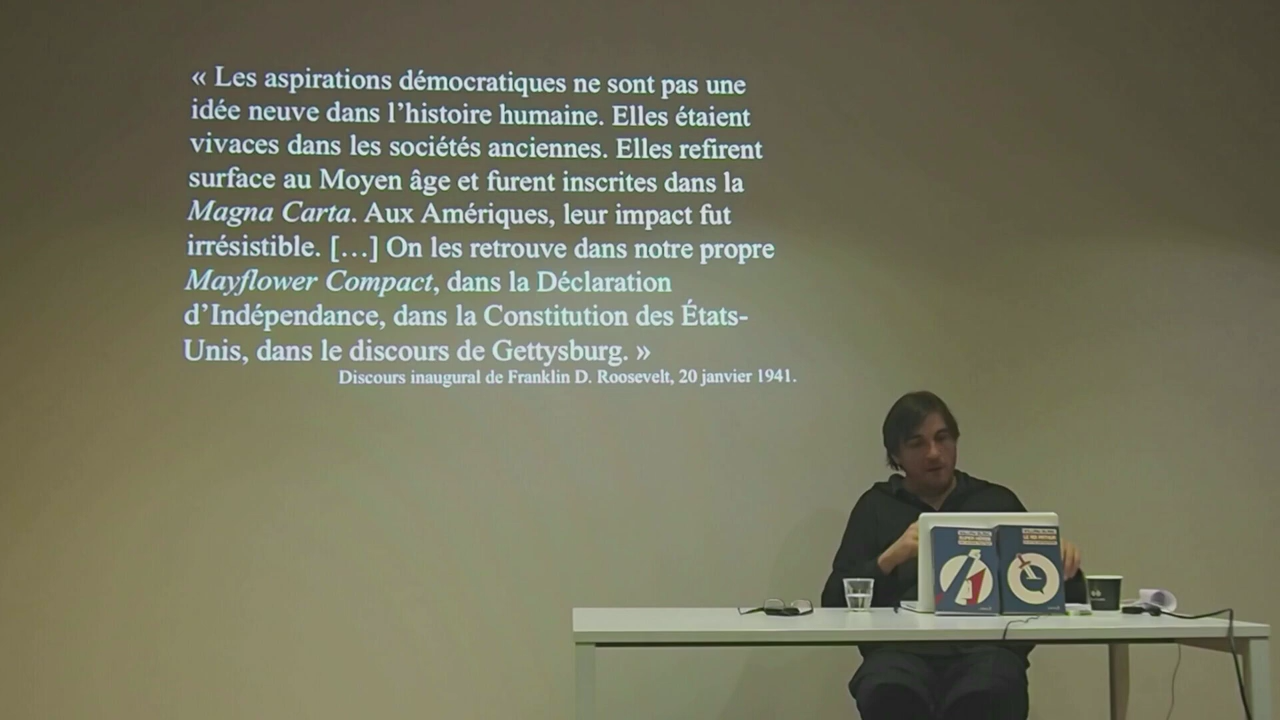 « Les aspirations démocratiques ne sont pas une
idée neuve dans l’histoire humaine. Elles étaient
vivaces dans les sociétés anciennes. Elles refirent
surface au Moyen âge et furent inscrites dans la
Magna Carta. Aux Amériques, leur impact fut
irrésistible. […] On les retrouve dans notre propre
Mayflower Compact, dans la Déclaration
d’Indépendance, dans la Constitution des États-
Unis, dans le discours de Gettysburg. »
Discours inaugural de Franklin D. Roosevelt, 20 janvier 1941.